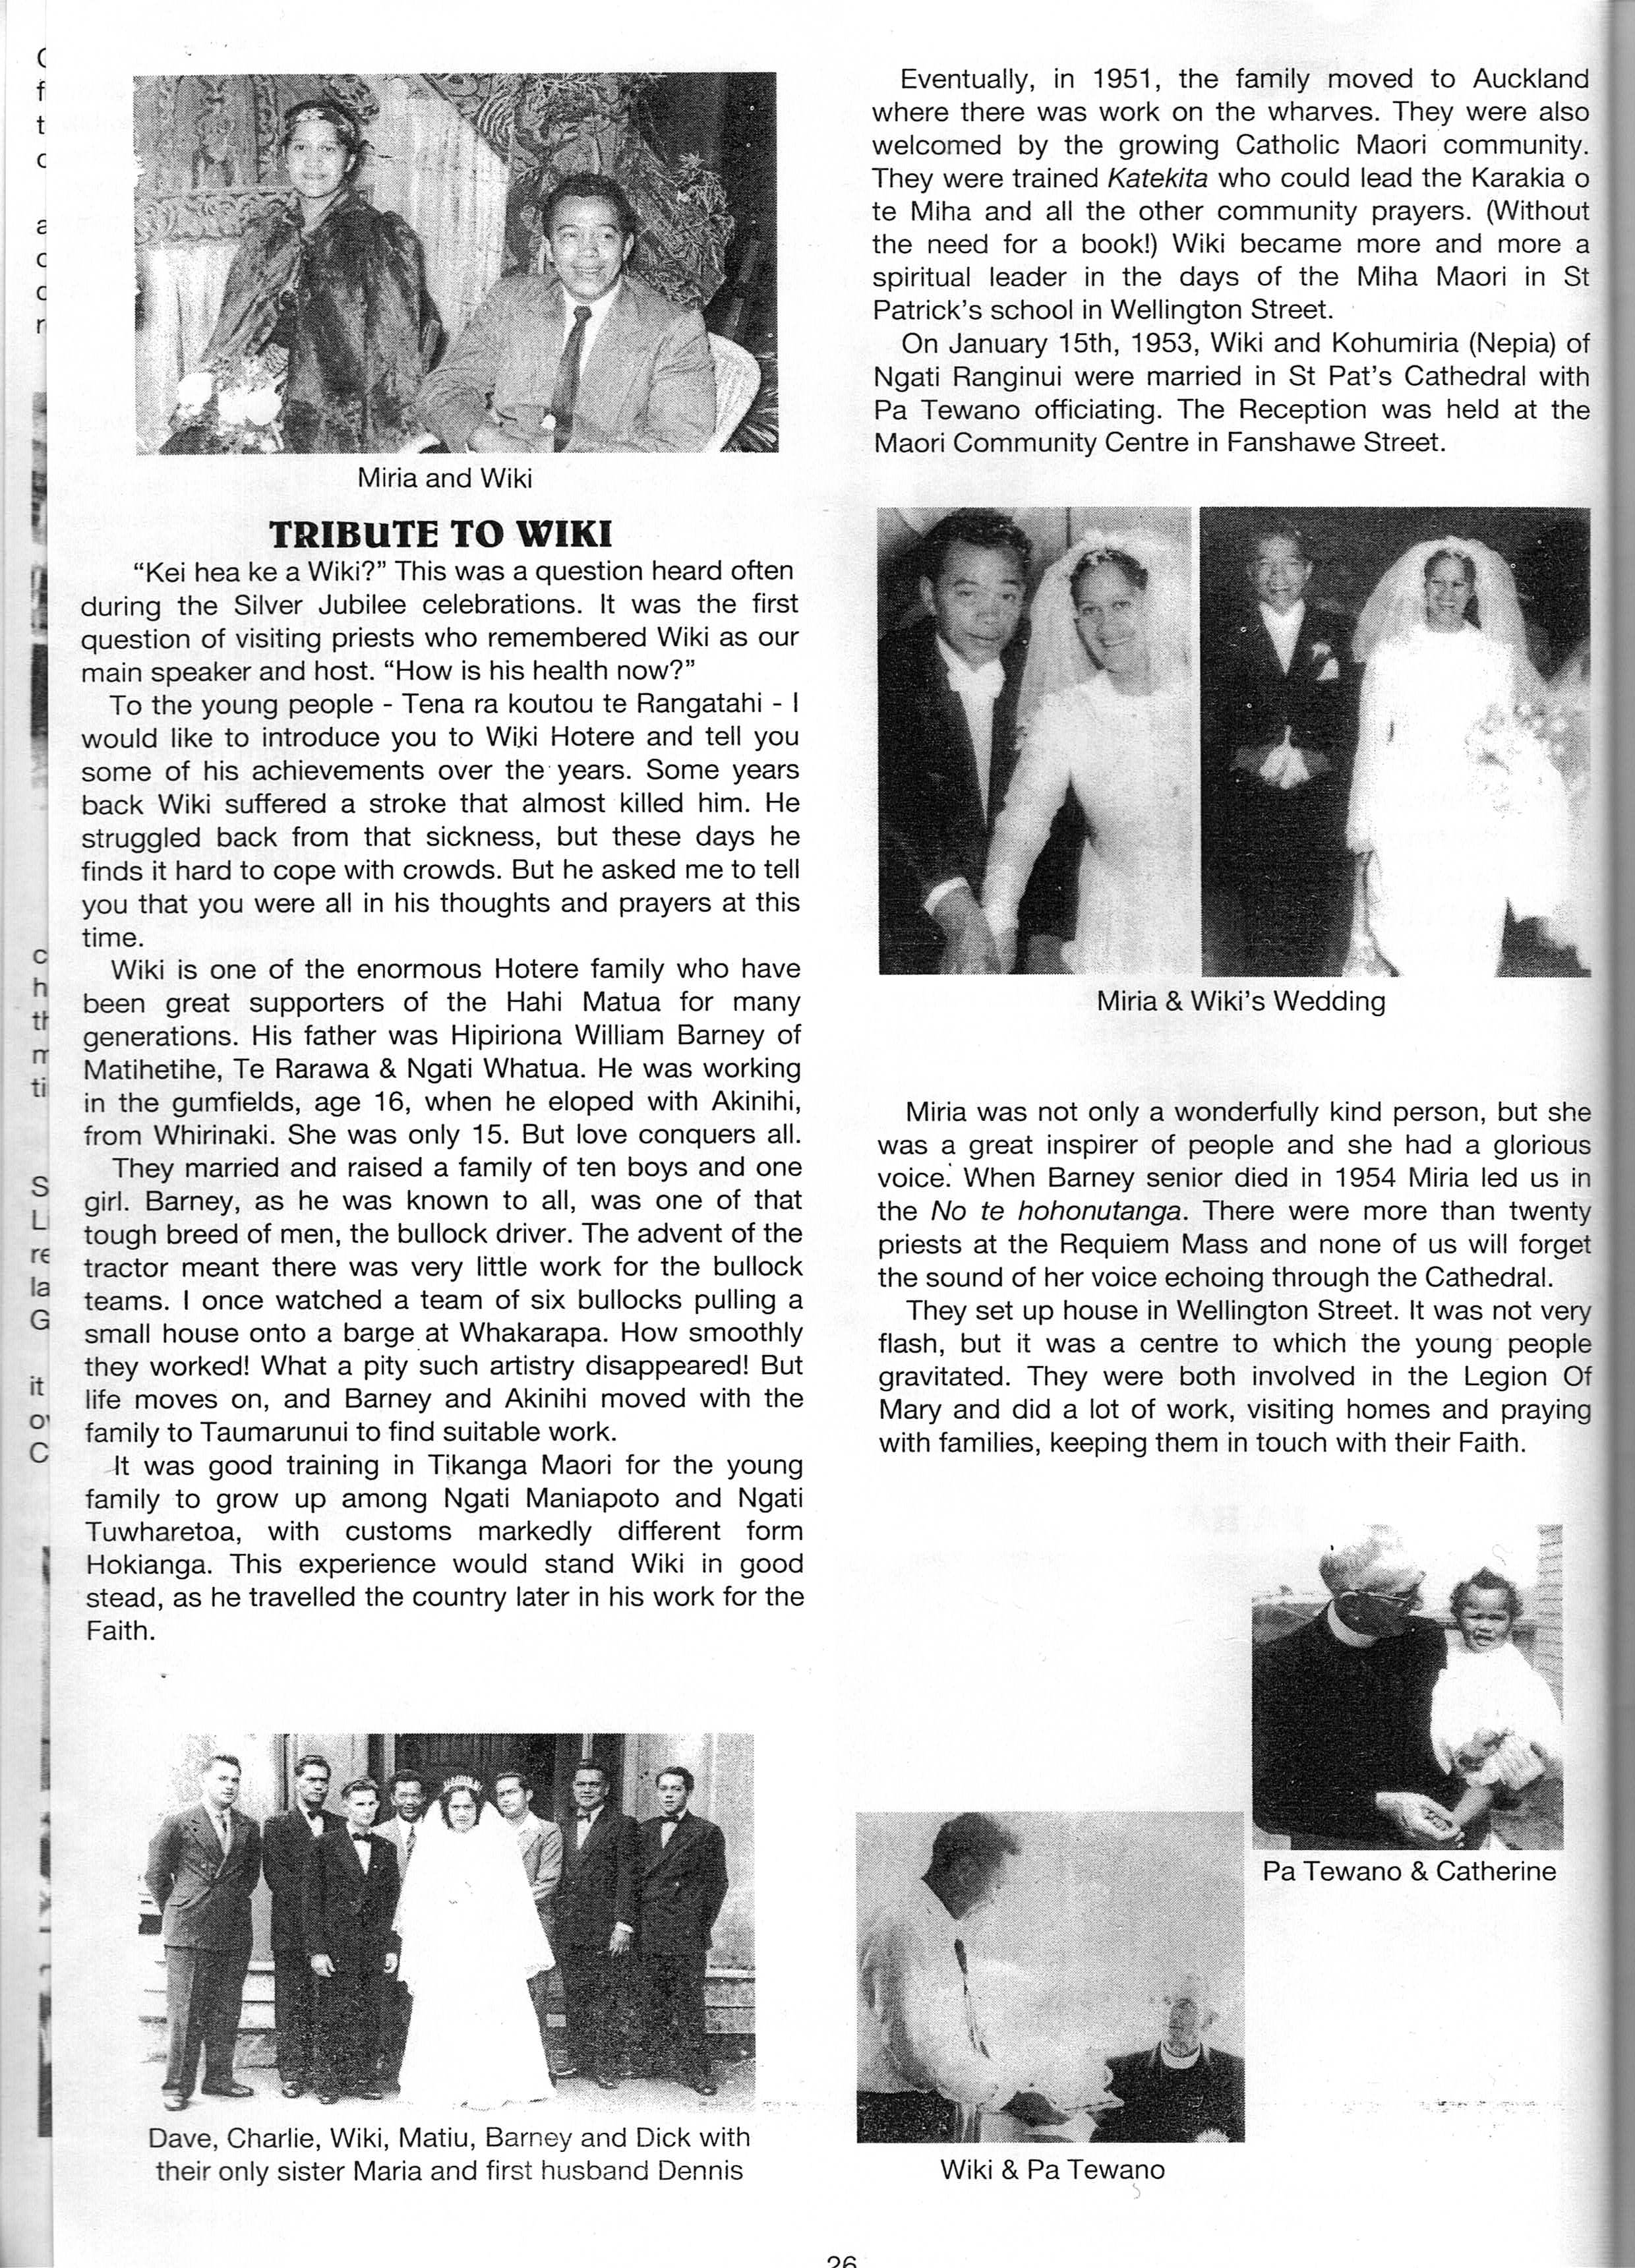 Miria and Wiki
TRIBUTE TO WIKI
“Kei hea ke a Wiki?” This was a question heard often
during the Silver Jubilee celebrations. It was the first
question of visiting priests who remembered Wiki as our
main speaker and host. “How is his health now?”
To the young people - Tena ra koutou te Rangatahi - I
would like to introduce you to Wiki Hotere and tell you
some of his achievements over the years. Some years
back Wiki suffered a stroke that almost killed him. He
struggled back from that sickness, but these days he
finds it hard to cope with crowds. But he asked me to tell
you that you were all in his thoughts and prayers at this
time.
Wiki is one of the enormous Hotere family who have
been great supporters of the Hahi Matua for many
generations. His father was Hipiriona William Barney of
Matihetihe, Te Rarawa & Ngati Whatua. He was working
in the gumfields, age 16, when he eloped with Akinihi,
from Whirinaki. She was only 15. But love conquers all.
They married and raised a family of ten boys and one
girl. Barney, as he was known to all, was one of that
tough breed of men, the bullock driver. The advent of the
tractor meant there was very little work for the bullock
teams. I once watched a team of six bullocks pulling a
small house onto a barge at Whakarapa. How smoothly
they worked! What a pity such artistry disappeared! But
life moves on, and Barney and Akinihi moved with the
family to Taumarunui to find suitable work.
It was good training in Tikanga Maori for the young
family to grow up among Ngati Maniapoto and Ngati
Tuwharetoa, with customs markedly different form
Hokianga. This experience would stand Wiki in good
stead, as he travelled the country later in his work for the
Faith.
Dave, Charlie, Wiki, Matiu, Barney and Dick with
their only sister Maria and first husband Dennis
Eventually, in 1951, the family moved to Auckland
where there was work on the wharves. They were also
welcomed by the growing Catholic Maori community.
They were trained Katekita who could lead the Karakia o
te Miha and all the other community prayers. (Without
the need for a book!) Wiki became more and more a
spiritual leader in the days of the Miha Maori in St
Patrick’s school in Wellington Street.
On January 15th, 1953, Wiki and Kohumiria (Nepia) of
Ngati Ranginui were married in St Pat’s Cathedral with
Pa Tewano officiating. The Reception was held at the
Maori Community Centre in Fanshawe Street.
Miria & Wiki’s Wedding
Miria was not only a wonderfully kind person, but she
was a great inspirer of people and she had a glorious
voice. When Barney senior died in 1954 Miria led us in
the No te hohonutanga. There were more than twenty
priests at the Requiem Mass and none of us will forget
the sound of her voice echoing through the Cathedral.
They set up house in Wellington Street. It was not very
flash, but it was a centre to which the young people
gravitated. They were both involved in the Legion Of
Mary and did a lot of work, visiting homes and praying
with families, keeping them in touch with their Faith.
Pa Tewano & Catherine
Wiki & Pa Tewano
26